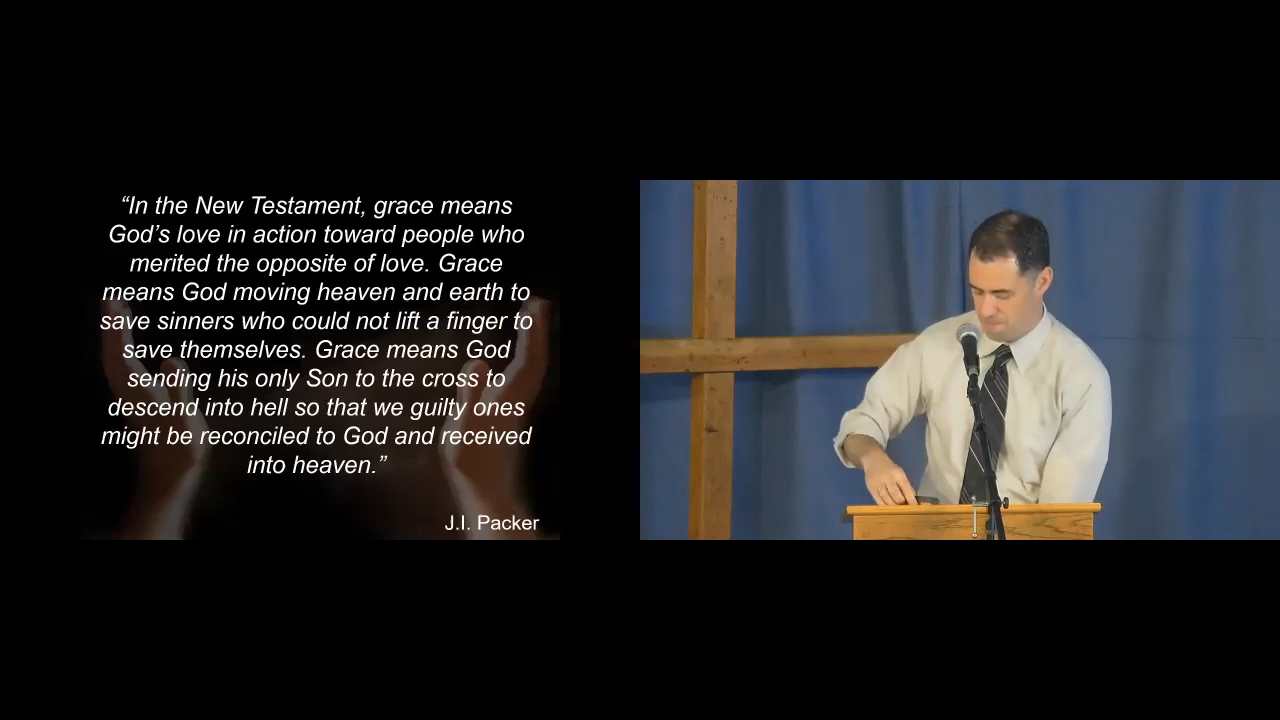 “In the New Testament, grace means
God’s love in action toward people who
merited the opposite of love. Grace
means God moving heaven and earth to
save sinners who could not lift a finger to
save themselves. Grace means God
sending his only Son to the cross to
descend into hell so that we guilty ones
might be reconciled to God and received
into heaven.”
J.I. Packer